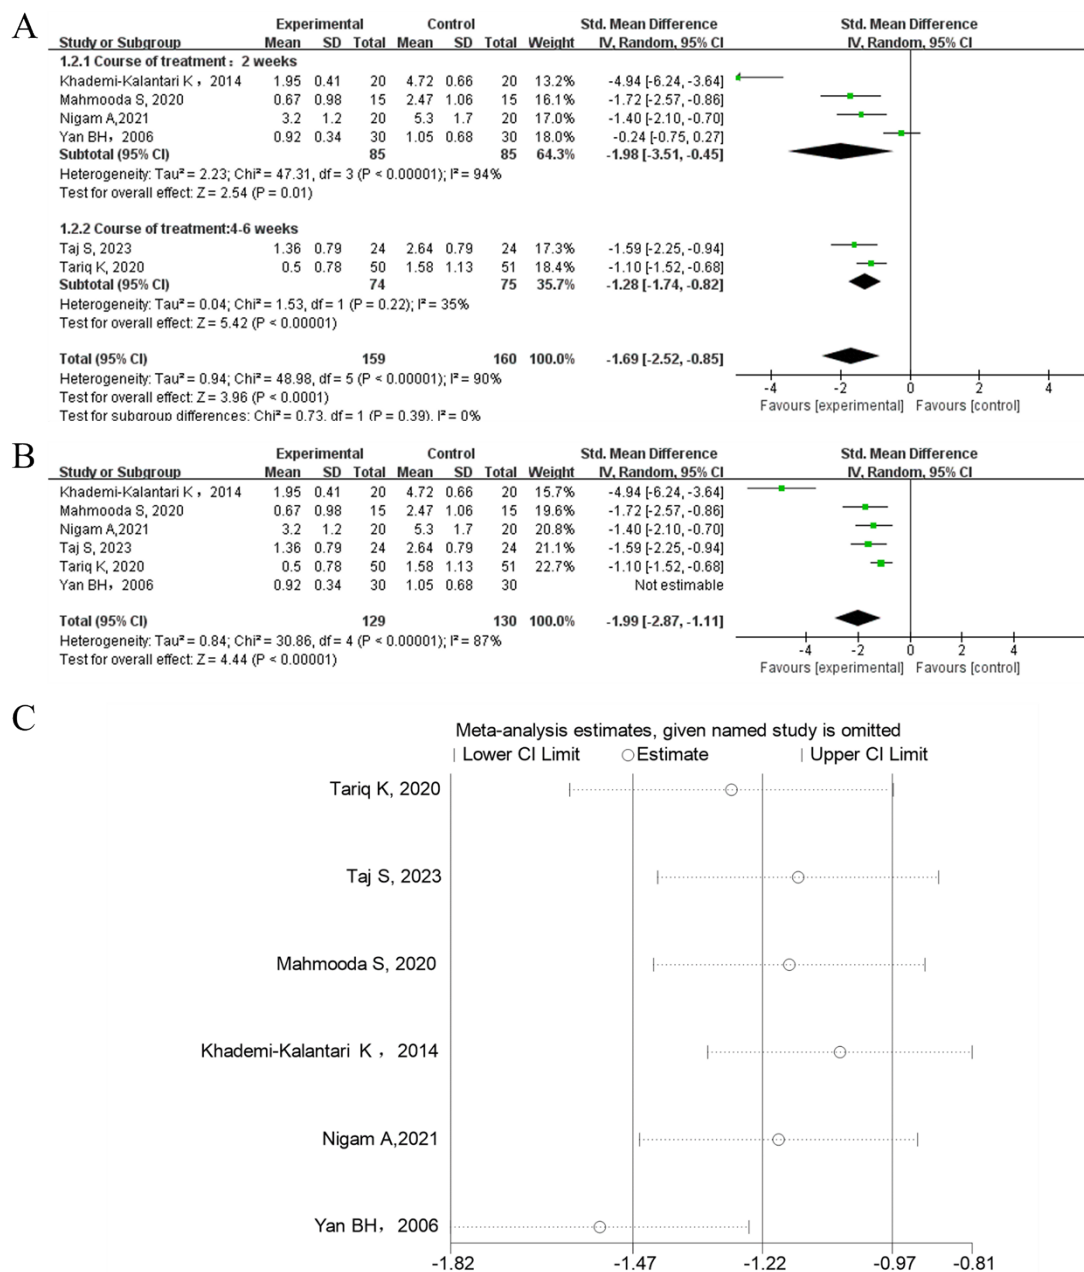 A
Experimental Control Std. Mean Difference Std. Mean Difference
Study or Subgroup Mean SD Total Mean SD Total Weight IV, Random, 95% CI IV, Random, 95% CI
1.2.1 Course of treatment：2 weeks
Khademi-Kalantari K，2014 1.95 0.41 20 4.72 0.66 20 13.2% -4.94 [-6.24, -3.64]
Mahmooda S, 2020 0.67 0.98 15 2.47 1.06 15 16.1% -1.72 [-2.57, -0.86]
Nigam A,2021 3.2 1.2 20 5.3 1.7 20 17.0% -1.40 [-2.10, -0.70]
Yan BH，2006 0.92 0.34 30 1.05 0.68 30 18.0% -0.24 [-0.75, 0.27]
Subtotal (95% CI) 85 85 64.3% -1.98 [-3.51, -0.45]
Heterogeneity: Tau² = 2.23; Chi² = 47.31, df = 3 (P < 0.00001); I² = 94%
Test for overall effect: Z = 2.54 (P = 0.01)
1.2.2 Course of treatment:4-6 weeks
Taj S, 2023 1.36 0.79 24 2.64 0.79 24 17.3% -1.59 [-2.25, -0.94]
Tariq K, 2020 0.5 0.78 50 1.58 1.13 51 18.4% -1.10 [-1.52, -0.68]
Subtotal (95% CI) 74 75 35.7% -1.28 [-1.74, -0.82]
Heterogeneity: Tau² = 0.04; Chi² = 1.53, df = 1 (P = 0.22); I² = 35%
Test for overall effect: Z = 5.42 (P < 0.00001)
Total (95% CI) 159 160 100.0% -1.69 [-2.52, -0.85]
Heterogeneity: Tau² = 0.94; Chi² = 48.98, df = 5 (P < 0.00001); I² = 90%
Test for overall effect: Z = 3.96 (P < 0.0001)
Test for subgroup differences: Chi² = 0.73. df = 1 (P = 0.39). I² = 0%
-4 -2 0 2 4
Favours [experimental] Favours [control]
B
Experimental Control Std. Mean Difference Std. Mean Difference
Study or Subgroup Mean SD Total Mean SD Total Weight IV, Random, 95% CI IV, Random, 95% CI
Khademi-Kalantari K，2014 1.95 0.41 20 4.72 0.66 20 15.7% -4.94 [-6.24, -3.64]
Mahmooda S, 2020 0.67 0.98 15 2.47 1.06 15 19.6% -1.72 [-2.57, -0.86]
Nigam A,2021 3.2 1.2 20 5.3 1.7 20 20.8% -1.40 [-2.10, -0.70]
Taj S, 2023 1.36 0.79 24 2.64 0.79 24 21.1% -1.59 [-2.25, -0.94]
Tariq K, 2020 0.5 0.78 50 1.58 1.13 51 22.7% -1.10 [-1.52, -0.68]
Yan BH，2006 0.92 0.34 30 1.05 0.68 30 Not estimable
Total (95% CI) 129 130 100.0% -1.99 [-2.87, -1.11]
Heterogeneity: Tau² = 0.84; Chi² = 30.86, df = 4 (P < 0.00001); I² = 87%
Test for overall effect: Z = 4.44 (P < 0.00001)
-4 -2 0 2 4
Favours [experimental] Favours [control]
C
Meta-analysis estimates, given named study is omitted
Lower CI Limit Estimate Upper CI Limit
Tariq K, 2020
Taj S, 2023
Mahmooda S, 2020
Khademi-Kalantari K，2014
Nigam A,2021
Yan BH，2006
-1.82 -1.47 -1.22 -0.97 -0.81